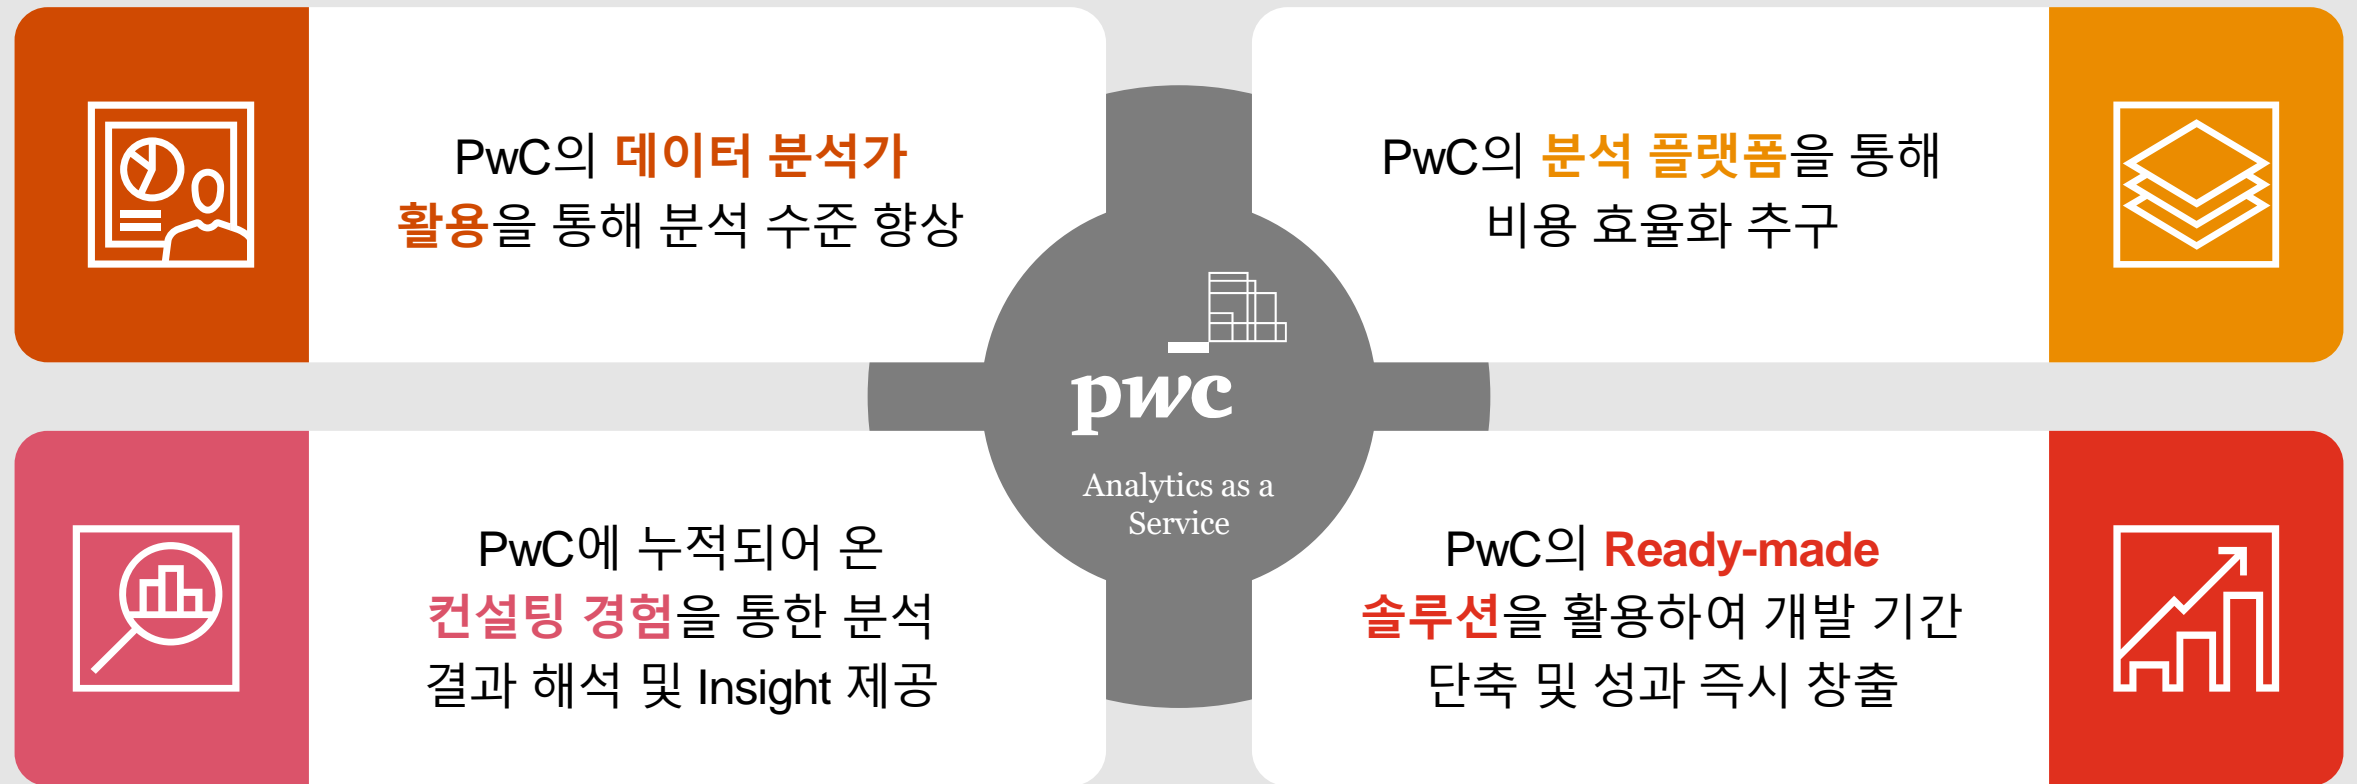 PwC의 데이터 분석가
활용을 통해 분석 수준 향상
PwC의 분석 플랫폼을 통해
비용 효율화 추구
pwc
Analytics as a
Service
PwC에 누적되어 온
컨설팅 경험을 통한 분석
결과 해석 및 Insight 제공
PwC의 Ready-made
솔루션을 활용하여 개발 기간
단축 및 성과 즉시 창출